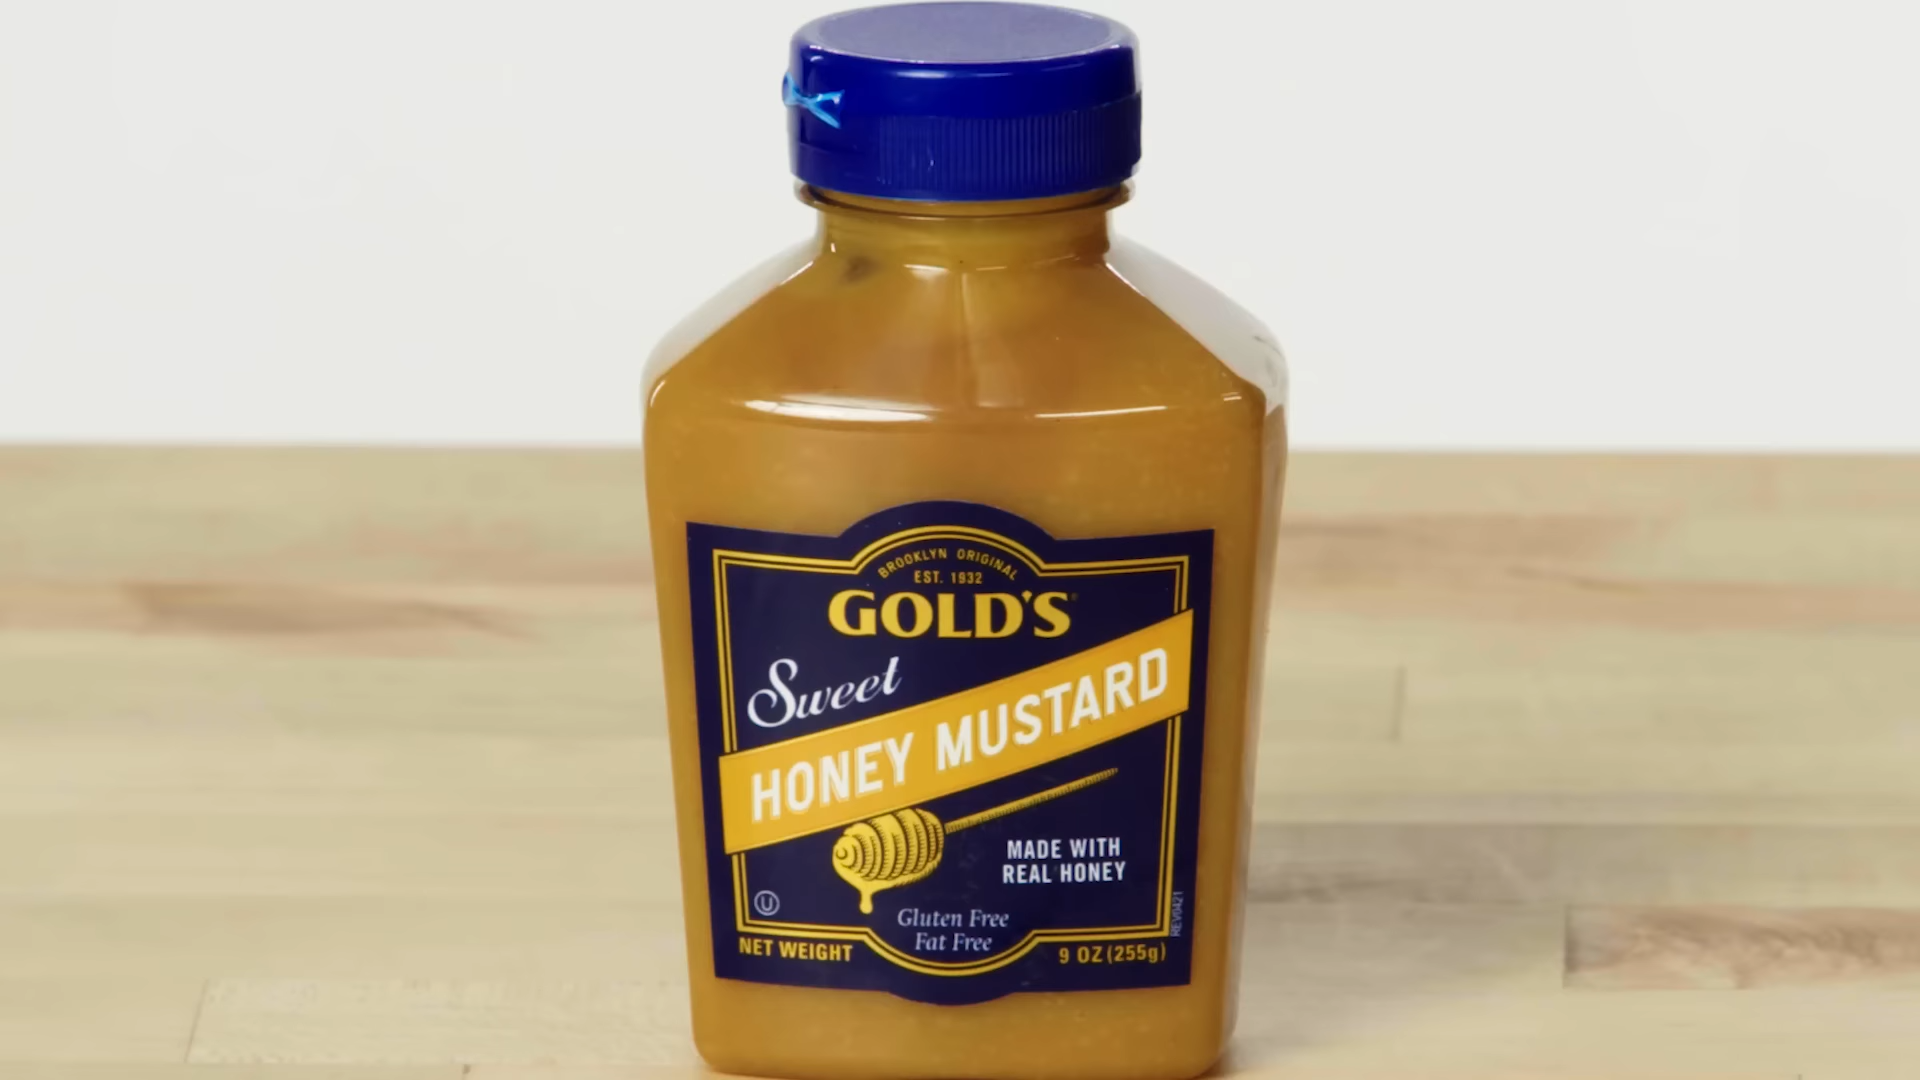 BROOKLYN ORIGINAL
EST. 1932
GOLD'S
Sweet
HONEY MUSTARD
MADE WITH
REAL HONEY
U
Gluten Free
Fat Free
NET WEIGHT 9 OZ (255g)
REV0421